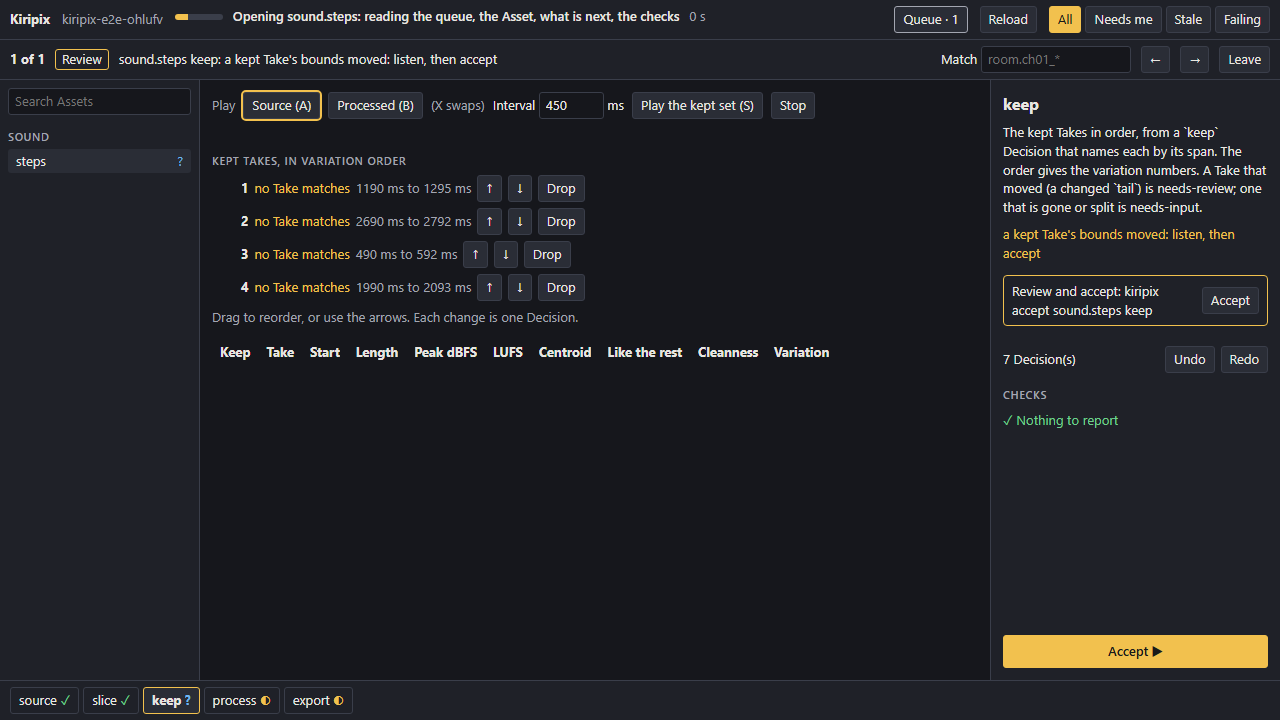 Kiripix kiripix-e2e-ohlufv Opening sound.steps: reading the queue, the Asset, what is next, the checks 0 s Queue · 1 Reload All Needs me Stale Failing
1 of 1 Review sound.steps keep: a kept Take's bounds moved: listen, then accept Match room.ch01_* ← → Leave
Search Assets
SOUND
steps ?
Play Source (A) Processed (B) (X swaps) Interval 450 ms Play the kept set (S) Stop
KEPT TAKES, IN VARIATION ORDER
1 no Take matches 1190 ms to 1295 ms ↑ ↓ Drop
2 no Take matches 2690 ms to 2792 ms ↑ ↓ Drop
3 no Take matches 490 ms to 592 ms ↑ ↓ Drop
4 no Take matches 1990 ms to 2093 ms ↑ ↓ Drop
Drag to reorder, or use the arrows. Each change is one Decision.
Keep Take Start Length Peak dBFS LUFS Centroid Like the rest Cleanness Variation
keep
The kept Takes in order, from a `keep`
Decision that names each by its span. The
order gives the variation numbers. A Take that
moved (a changed `tail`) is needs-review; one
that is gone or split is needs-input.
a kept Take's bounds moved: listen, then
accept
Review and accept: kiripix
accept sound.steps keep
Accept
7 Decision(s) Undo Redo
CHECKS
✓ Nothing to report
Accept ▶
source ✓ slice ✓ keep ? process ◐ export ◐